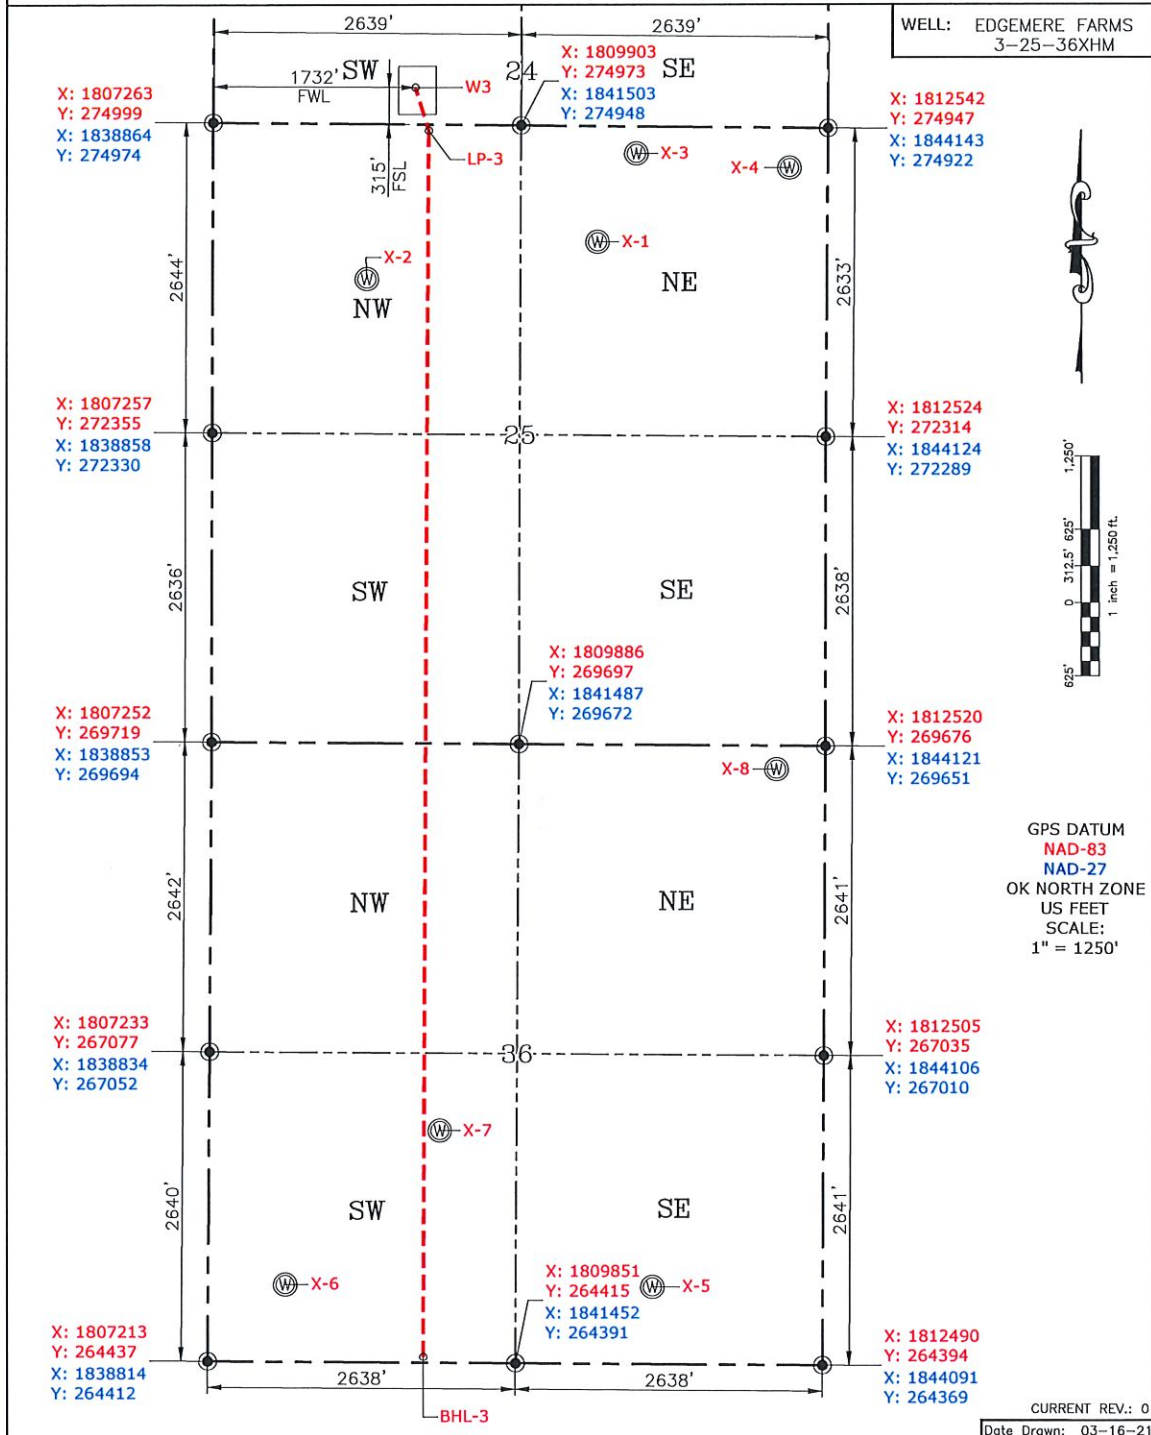 WELL: EDGEMERE FARMS
3-25-36XHM
2639'
2639'
SW
24
SE
X: 1809903
Y: 274973
X: 1841503
Y: 274948
1732'
FWL
W3
X: 1807263
Y: 274999
X: 1838864
Y: 274974
X: 1812542
Y: 274947
X: 1844143
Y: 274922
315'
FSL
LP-3
X-3
X-4
X-1
X-2
NW
NE
2644'
2633'
X: 1807257
Y: 272355
X: 1838858
Y: 272330
25
X: 1812524
Y: 272314
X: 1844124
Y: 272289
1,250'
625'
312.5'
0
625'
1 inch = 1,250 ft.
2636'
SW
SE
2638'
X: 1809886
Y: 269697
X: 1841487
Y: 269672
X: 1807252
Y: 269719
X: 1838853
Y: 269694
X: 1812520
Y: 269676
X: 1844121
Y: 269651
X-8
GPS DATUM
NAD-83
NAD-27
OK NORTH ZONE
US FEET
SCALE:
1" = 1250'
2642'
NW
NE
2641'
X: 1807233
Y: 267077
X: 1838834
Y: 267052
36
X: 1812505
Y: 267035
X: 1844106
Y: 267010
X-7
2640'
SW
SE
2641'
X: 1809851
Y: 264415
X: 1841452
Y: 264391
X-6
X-5
X: 1807213
Y: 264437
X: 1838814
Y: 264412
X: 1812490
Y: 264394
X: 1844091
Y: 264369
2638'
2638'
BHL-3
CURRENT REV.: 0
Date Drawn: 03-16-21
W
W
W
W
W
W
W
W